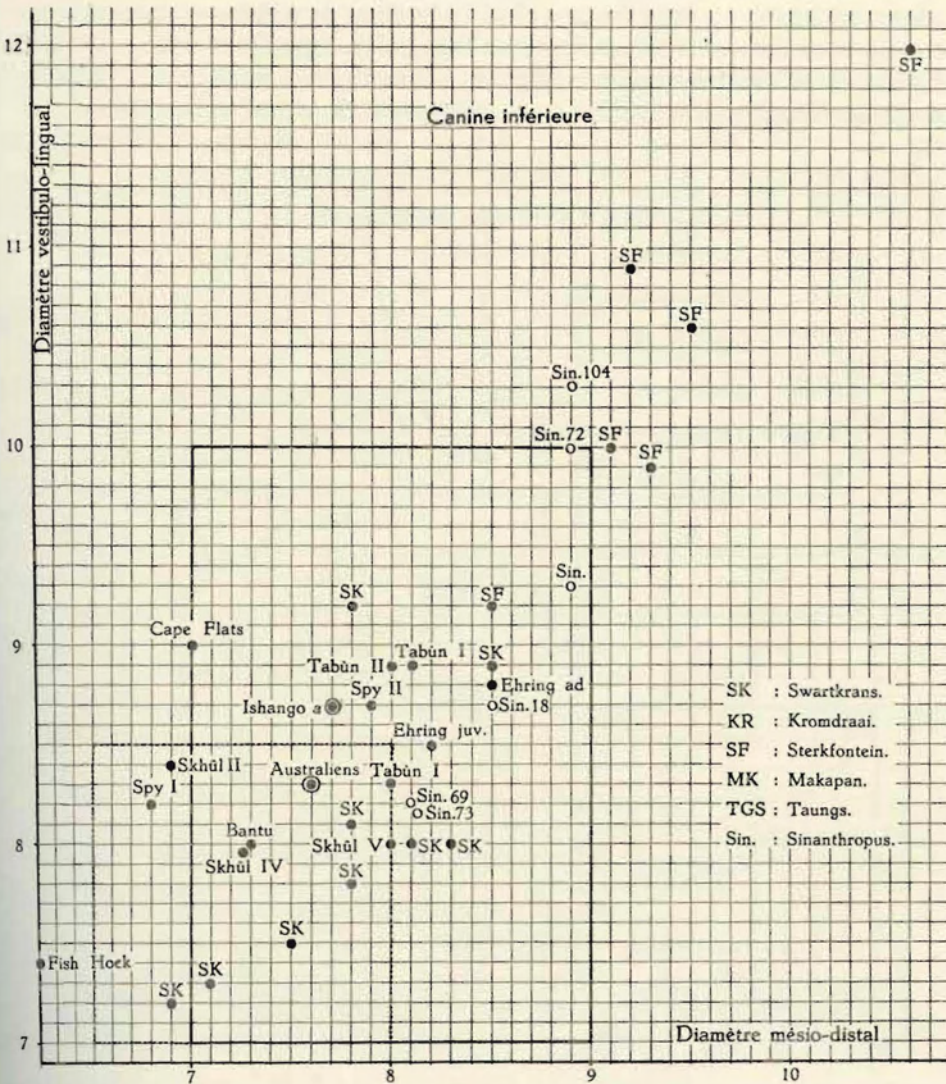 12
SF
Canine inférieure
Diamètre vestibulo-lingual
11
SF
SF
Sin.104
Sin.72
SF
10
SF
Sin.
SK
SF
Cape Flats
9
Tabùn II
Tabùn I
SK
Spy II
Ehring ad
Ishango a
Sin.18
Ehring juv.
Skhūl II
Australiens
Tabùn I
Spy I
Sin.69
SK
Sin.73
Bantu
8
Skhūl V
SK
SK
Skhūl IV
SK
SK
Fish Hoek
SK
SK
7
SK : Swartkrans.
KR : Kromdraai.
SF : Sterkfontein.
MK : Makapan.
TGS : Taungs.
Sin. : Sinanthropus.
Diamètre mésio-distal
7
8
9
10